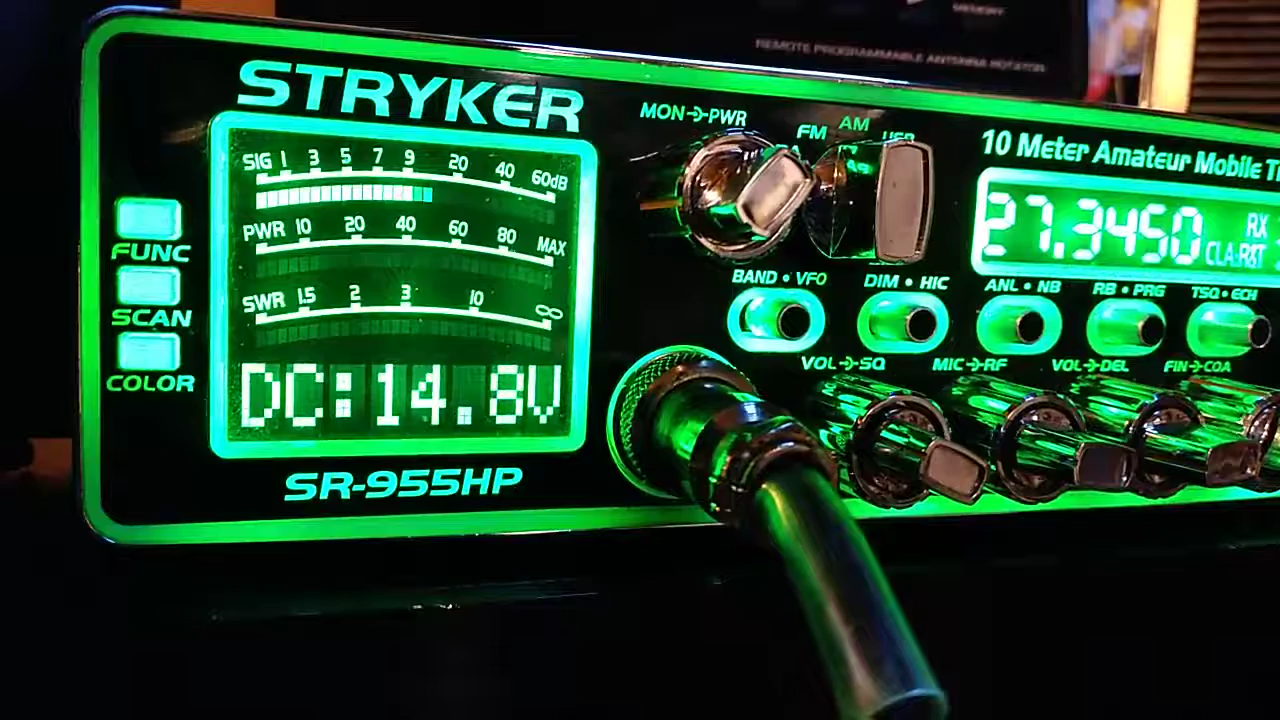 MEMORY
REMOTE PROGRAMMABLE ANTENNA ROTATOR
STRYKER
SIG 1 3 5 7 9 20 40 60dB
PWR 10 20 40 60 80 MAX
SWR 1.5 2 3 10 ∞
DC:14.8V
SR-955HP
FUNC
SCAN
COLOR
MON→PWR
FM AM USB
10 Meter Amateur Mobile
27.3450 RX
BAND • VFO DIM • HIC ANL • NB RB • PRG TSQ • ECH
VOL→SQ MIC→RF VOL→DEL FIN→COA